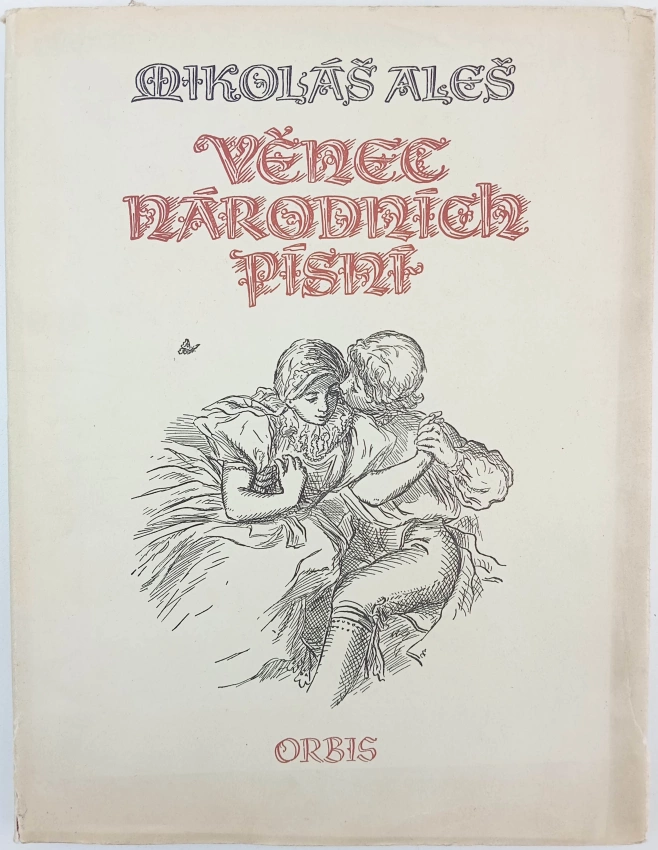 MIKOLÁŠ ALEŠ
VĚNEC
NÁRODNÍCH
PÍSNÍ
ORBIS